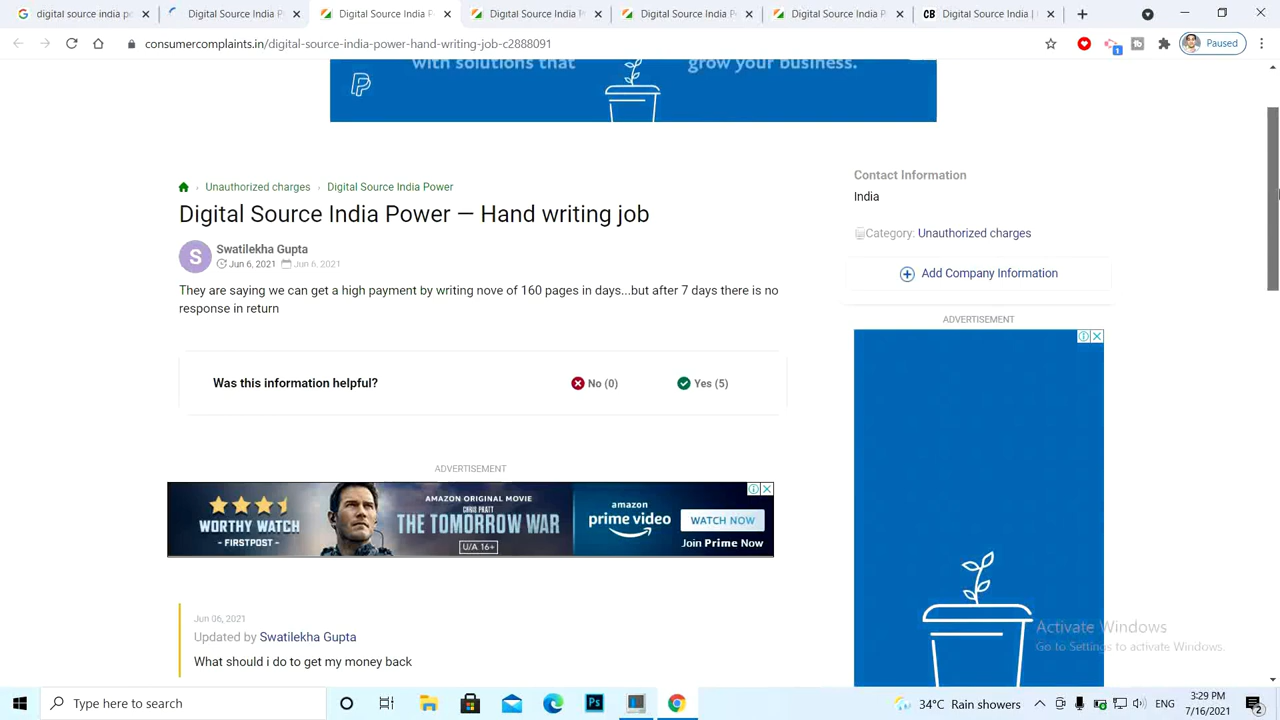 digital source india p
Digital Source India Powe
Digital Source India Po
Digital Source India Po
Digital Source India Po
Digital Source India Powe
Digital Source India |
consumercomplaints.in/digital-source-india-power-hand-writing-job-c2888091
1
Paused
with solutions that grow your business.
Unauthorized charges › Digital Source India Power
Digital Source India Power — Hand writing job
S
Swatilekha Gupta
Jun 6, 2021 Jun 6, 2021
They are saying we can get a high payment by writing nove of 160 pages in days...but after 7 days there is no
response in return
Was this information helpful? No (0) Yes (5)
Contact Information
India
Category: Unauthorized charges
Add Company Information
ADVERTISEMENT
ADVERTISEMENT
WORTHY WATCH
- FIRSTPOST -
AMAZON ORIGINAL MOVIE
CHRIS PRATT
THE TOMORROW WAR
U/A 16+
amazon
prime video
WATCH NOW
Join Prime Now
Jun 06, 2021
Updated by Swatilekha Gupta
What should i do to get my money back
Activate Windows
Go to Settings to activate Windows.
Type here to search
Ps
34°C Rain showers
ENG
3:29 PM
7/16/2021
2